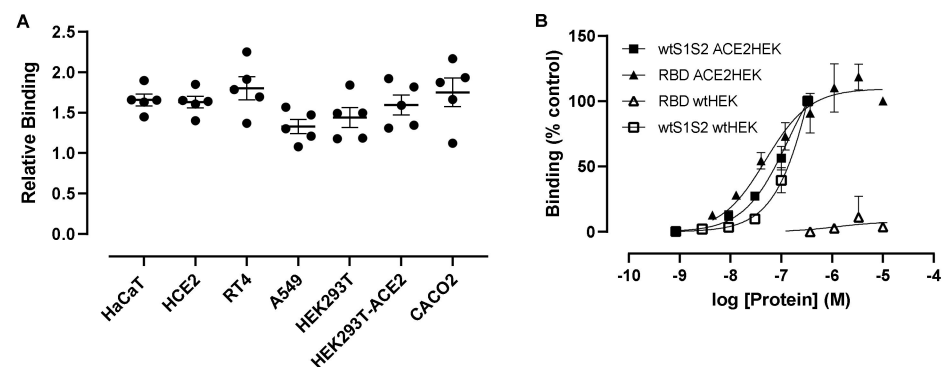 A
2.5
2.0
1.5
1.0
0.5
0.0
Relative Binding
HaCaT
HCE2
RT4
A549
HEK293T
HEK293T-ACE2
CACO2
B
150
100
50
0
Binding (% control)
wtS1S2 ACE2HEK
RBD ACE2HEK
RBD wtHEK
wtS1S2 wtHEK
-10 -9 -8 -7 -6 -5 -4
log [Protein] (M)